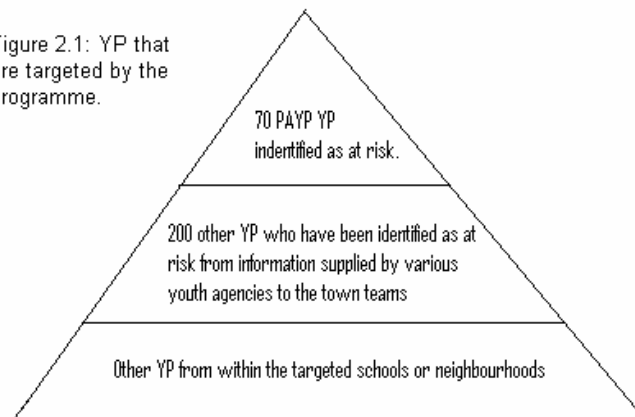 igure 2.1: YP that
re targeted by the
rogramme.
70 PAYP YP
indentified as at risk.
200 other YP who have been identified as at
risk from information supplied by various
youth agencies to the town teams
Other YP from within the targeted schools or neighbourhoods